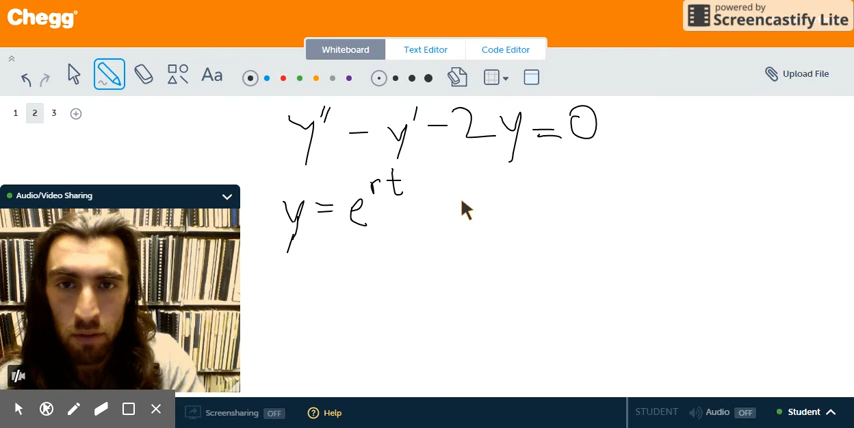 Chegg
powered by
Screencastify Lite
Whiteboard Text Editor Code Editor
Aa
Upload File
1 2 3
y'' - y' - 2y = 0
y = e^{rt}
Audio/Video Sharing
Screensharing OFF
Help
STUDENT Audio OFF Student